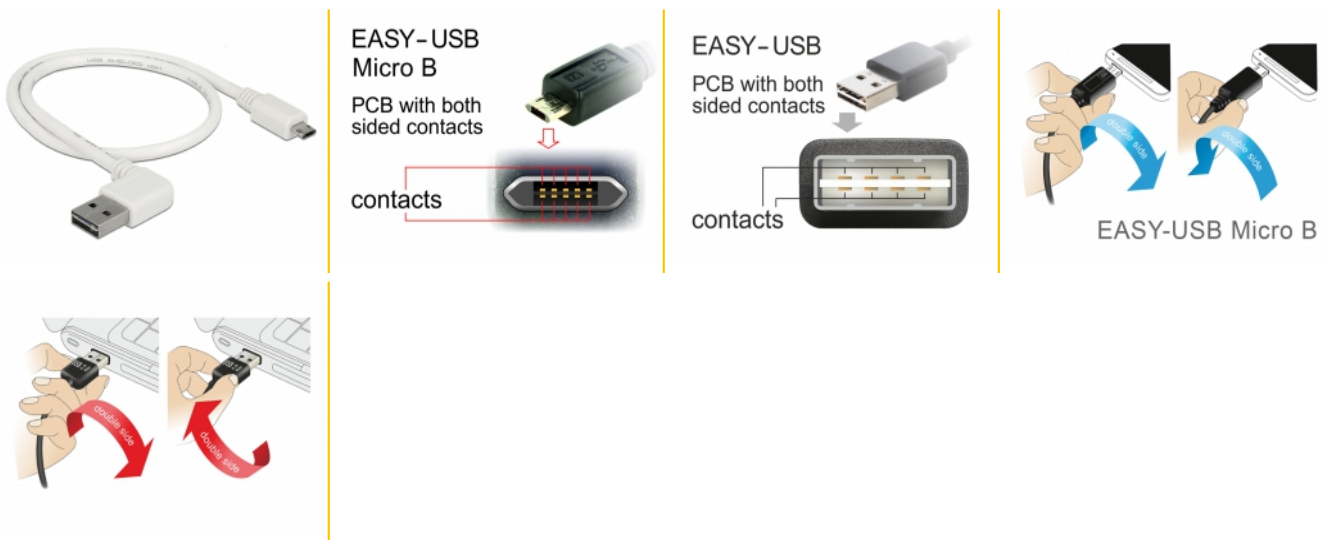 EASY-USB
Micro B
PCB with both
sided contacts
contacts
EASY-USB
PCB with both
sided contacts
contacts
double side
double side
EASY-USB Micro B
double side
double side